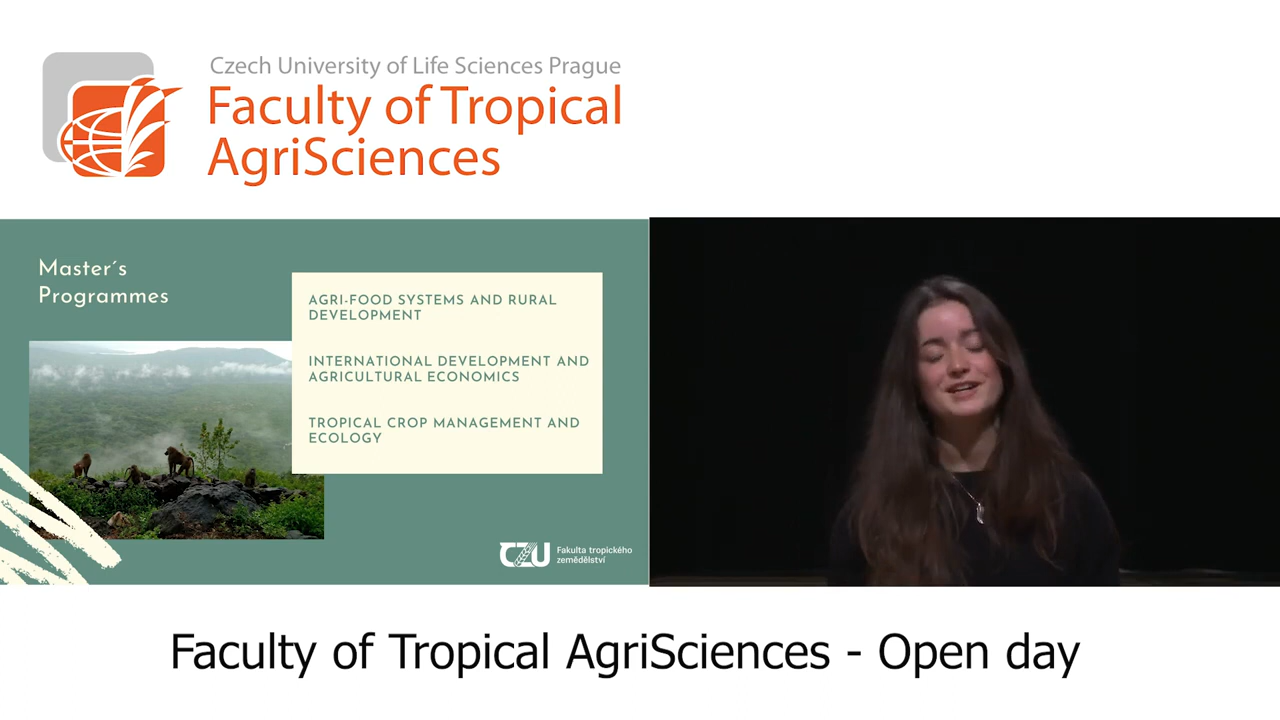 Czech University of Life Sciences Prague
Faculty of Tropical
AgriSciences
Master´s
Programmes
AGRI-FOOD SYSTEMS AND RURAL
DEVELOPMENT
INTERNATIONAL DEVELOPMENT AND
AGRICULTURAL ECONOMICS
TROPICAL CROP MANAGEMENT AND
ECOLOGY
CZU
Fakulta tropického
zemědělství
Faculty of Tropical AgriSciences - Open day